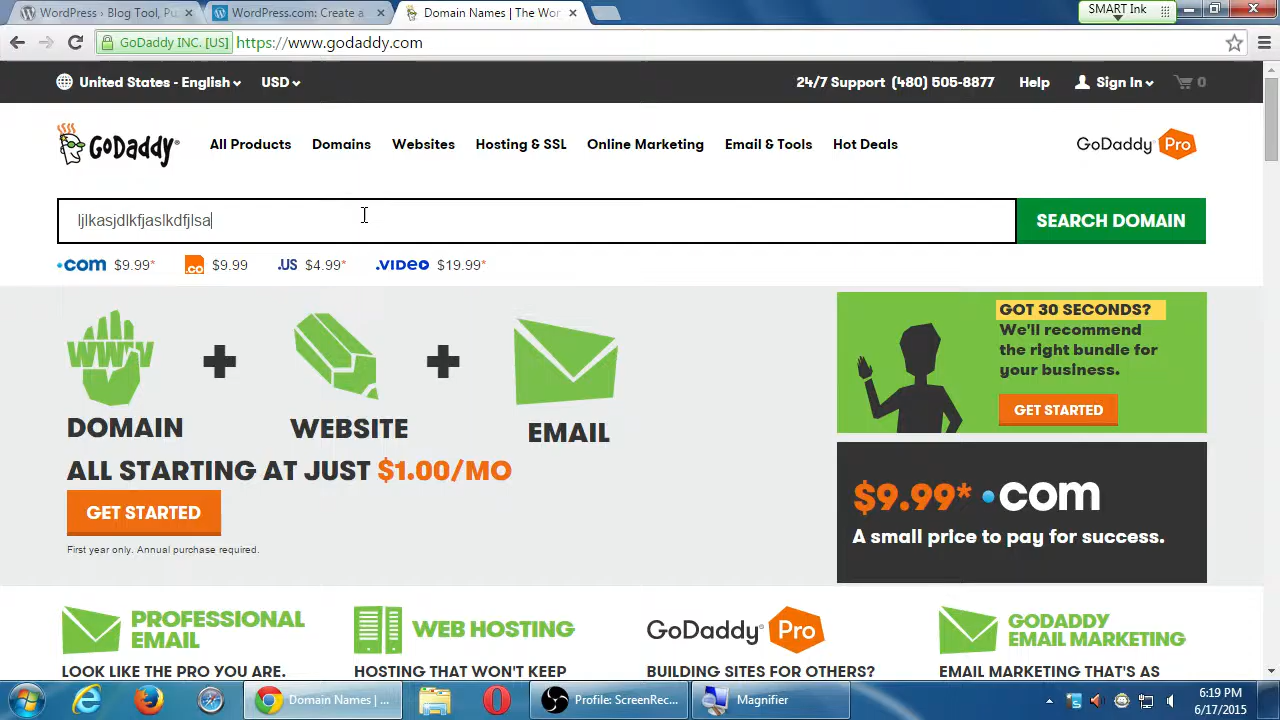 WordPress › Blog Tool, Pu
WordPress.com: Create a
Domain Names | The Wor
SMART Ink
GoDaddy INC. [US]
https://www.godaddy.com
United States - English
USD
24/7 Support (480) 505-8877
Help
Sign In
0
GoDaddy
All Products
Domains
Websites
Hosting & SSL
Online Marketing
Email & Tools
Hot Deals
GoDaddy Pro
ljlkasjdlkfjaslkdfjlsa
SEARCH DOMAIN
.com $9.99*
.co $9.99
.US $4.99*
.VIDEO $19.99*
WWW
DOMAIN
WEBSITE
EMAIL
ALL STARTING AT JUST $1.00/MO
GET STARTED
First year only. Annual purchase required.
GOT 30 SECONDS?
We'll recommend
the right bundle for
your business.
GET STARTED
$9.99* .com
A small price to pay for success.
PROFESSIONAL
EMAIL
LOOK LIKE THE PRO YOU ARE.
WEB HOSTING
HOSTING THAT WON'T KEEP
GoDaddy Pro
BUILDING SITES FOR OTHERS?
GODADDY
EMAIL MARKETING
EMAIL MARKETING THAT'S AS
Domain Names | ...
Profile: ScreenRec...
Magnifier
6:19 PM
6/17/2015